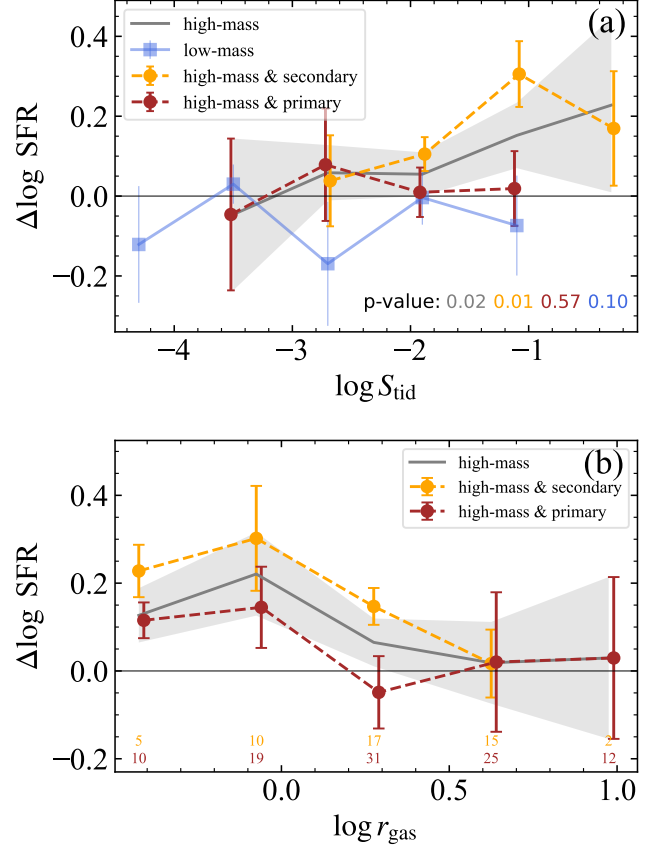 (a)
high-mass
low-mass
high-mass & secondary
high-mass & primary
0.4
0.2
0.0
−0.2
Δlog SFR
p-value: 0.02 0.01 0.57 0.10
−4 −3 −2 −1
log S_tid
(b)
high-mass
high-mass & secondary
high-mass & primary
0.4
0.2
0.0
−0.2
Δlog SFR
5 10 17 15 2
10 19 31 25 12
0.0 0.5 1.0
log r_gas